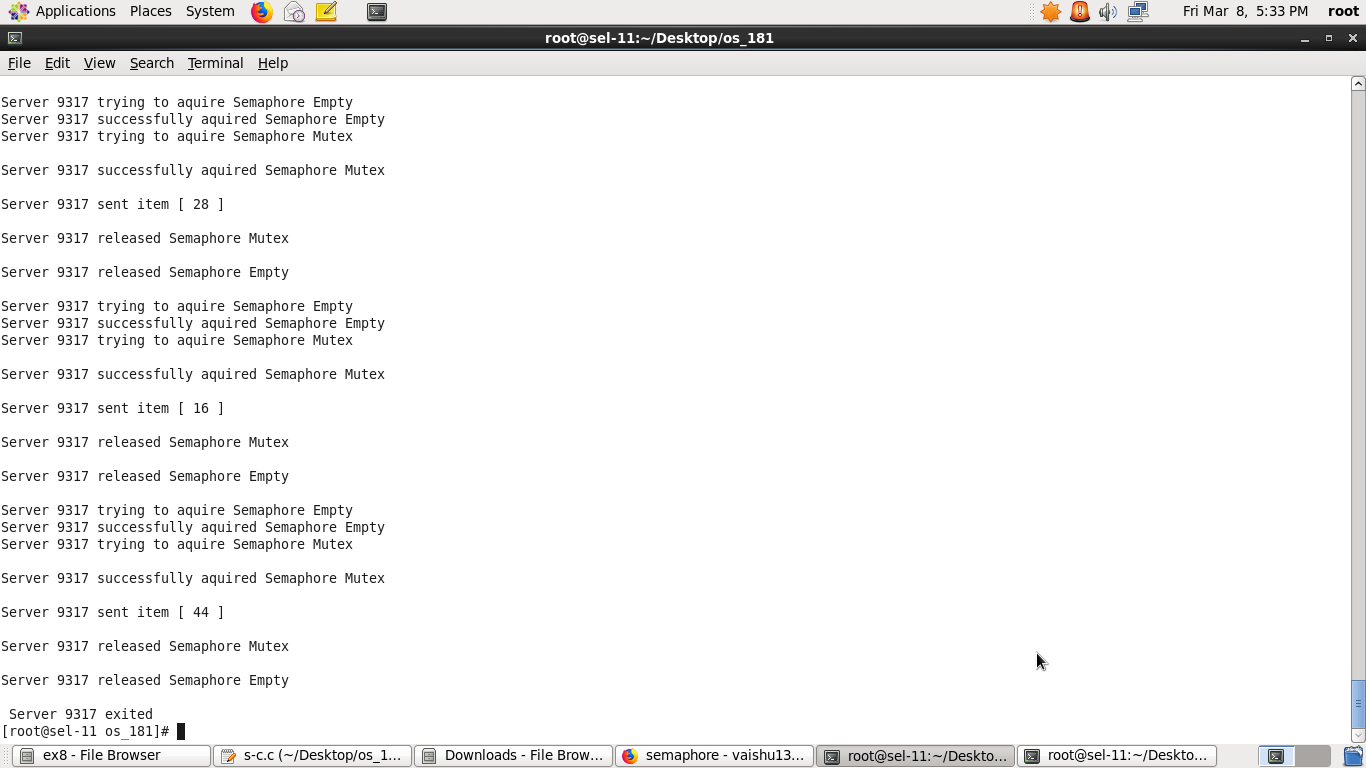 Applications Places System Fri Mar 8, 5:33 PM root
root@sel-11:~/Desktop/os_181
File Edit View Search Terminal Help
Server 9317 trying to aquire Semaphore Empty
Server 9317 successfully aquired Semaphore Empty
Server 9317 trying to aquire Semaphore Mutex
Server 9317 successfully aquired Semaphore Mutex
Server 9317 sent item [ 28 ]
Server 9317 released Semaphore Mutex
Server 9317 released Semaphore Empty
Server 9317 trying to aquire Semaphore Empty
Server 9317 successfully aquired Semaphore Empty
Server 9317 trying to aquire Semaphore Mutex
Server 9317 successfully aquired Semaphore Mutex
Server 9317 sent item [ 16 ]
Server 9317 released Semaphore Mutex
Server 9317 released Semaphore Empty
Server 9317 trying to aquire Semaphore Empty
Server 9317 successfully aquired Semaphore Empty
Server 9317 trying to aquire Semaphore Mutex
Server 9317 successfully aquired Semaphore Mutex
Server 9317 sent item [ 44 ]
Server 9317 released Semaphore Mutex
Server 9317 released Semaphore Empty
Server 9317 exited
[root@sel-11 os_181]#
ex8 - File Browser s-c.c (~/Desktop/os_1... Downloads - File Brow... semaphore - vaishu13... root@sel-11:~/Deskto... root@sel-11:~/Deskto...